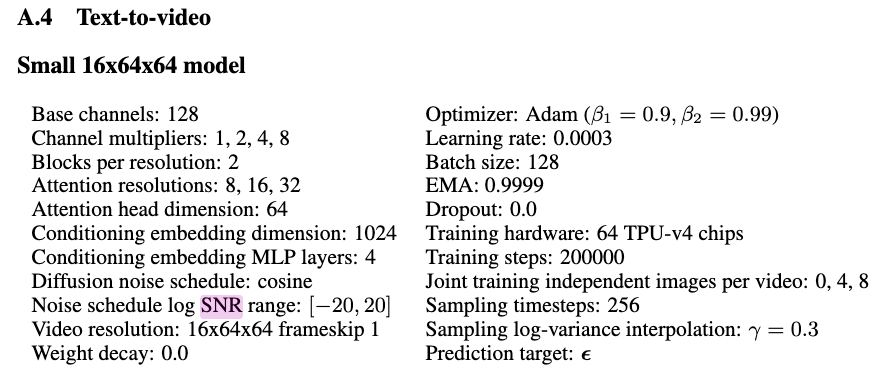 A.4 Text-to-video
Small 16x64x64 model
Base channels: 128
Channel multipliers: 1, 2, 4, 8
Blocks per resolution: 2
Attention resolutions: 8, 16, 32
Attention head dimension: 64
Conditioning embedding dimension: 1024
Conditioning embedding MLP layers: 4
Diffusion noise schedule: cosine
Noise schedule log SNR range: [−20, 20]
Video resolution: 16x64x64 frameskip 1
Weight decay: 0.0
Optimizer: Adam (β₁ = 0.9, β₂ = 0.99)
Learning rate: 0.0003
Batch size: 128
EMA: 0.9999
Dropout: 0.0
Training hardware: 64 TPU-v4 chips
Training steps: 200000
Joint training independent images per video: 0, 4, 8
Sampling timesteps: 256
Sampling log-variance interpolation: γ = 0.3
Prediction target: ϵ